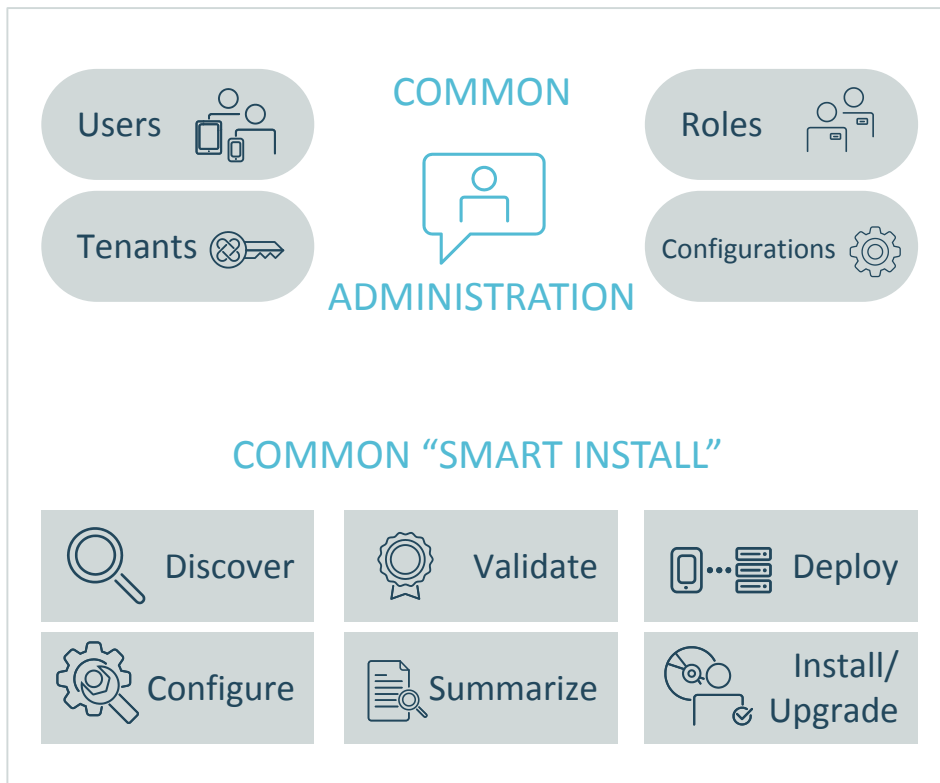 COMMON
Users
Roles
Tenants
Configurations
ADMINISTRATION
COMMON “SMART INSTALL”
Discover
Validate
Deploy
Configure
Summarize
Install/
Upgrade